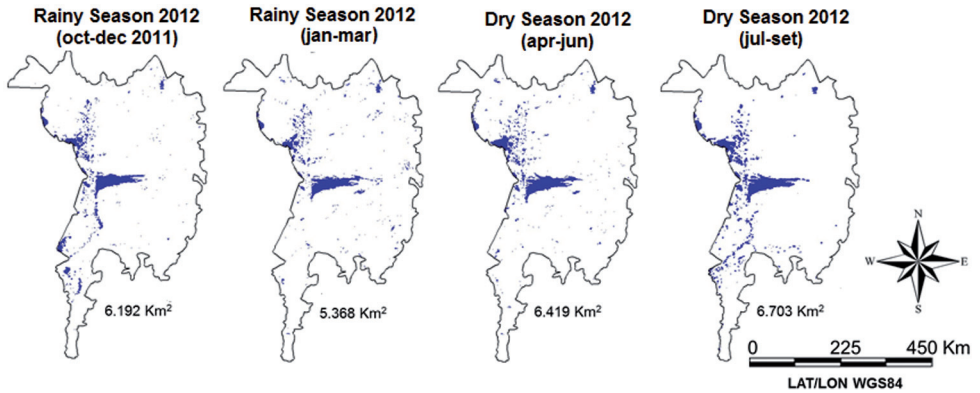 Rainy Season 2012
(oct-dec 2011)
Rainy Season 2012
(jan-mar)
Dry Season 2012
(apr-jun)
Dry Season 2012
(jul-set)
6.192 Km²
5.368 Km²
6.419 Km²
6.703 Km²
N
W E
S
0 225 450 Km
LAT/LON WGS84